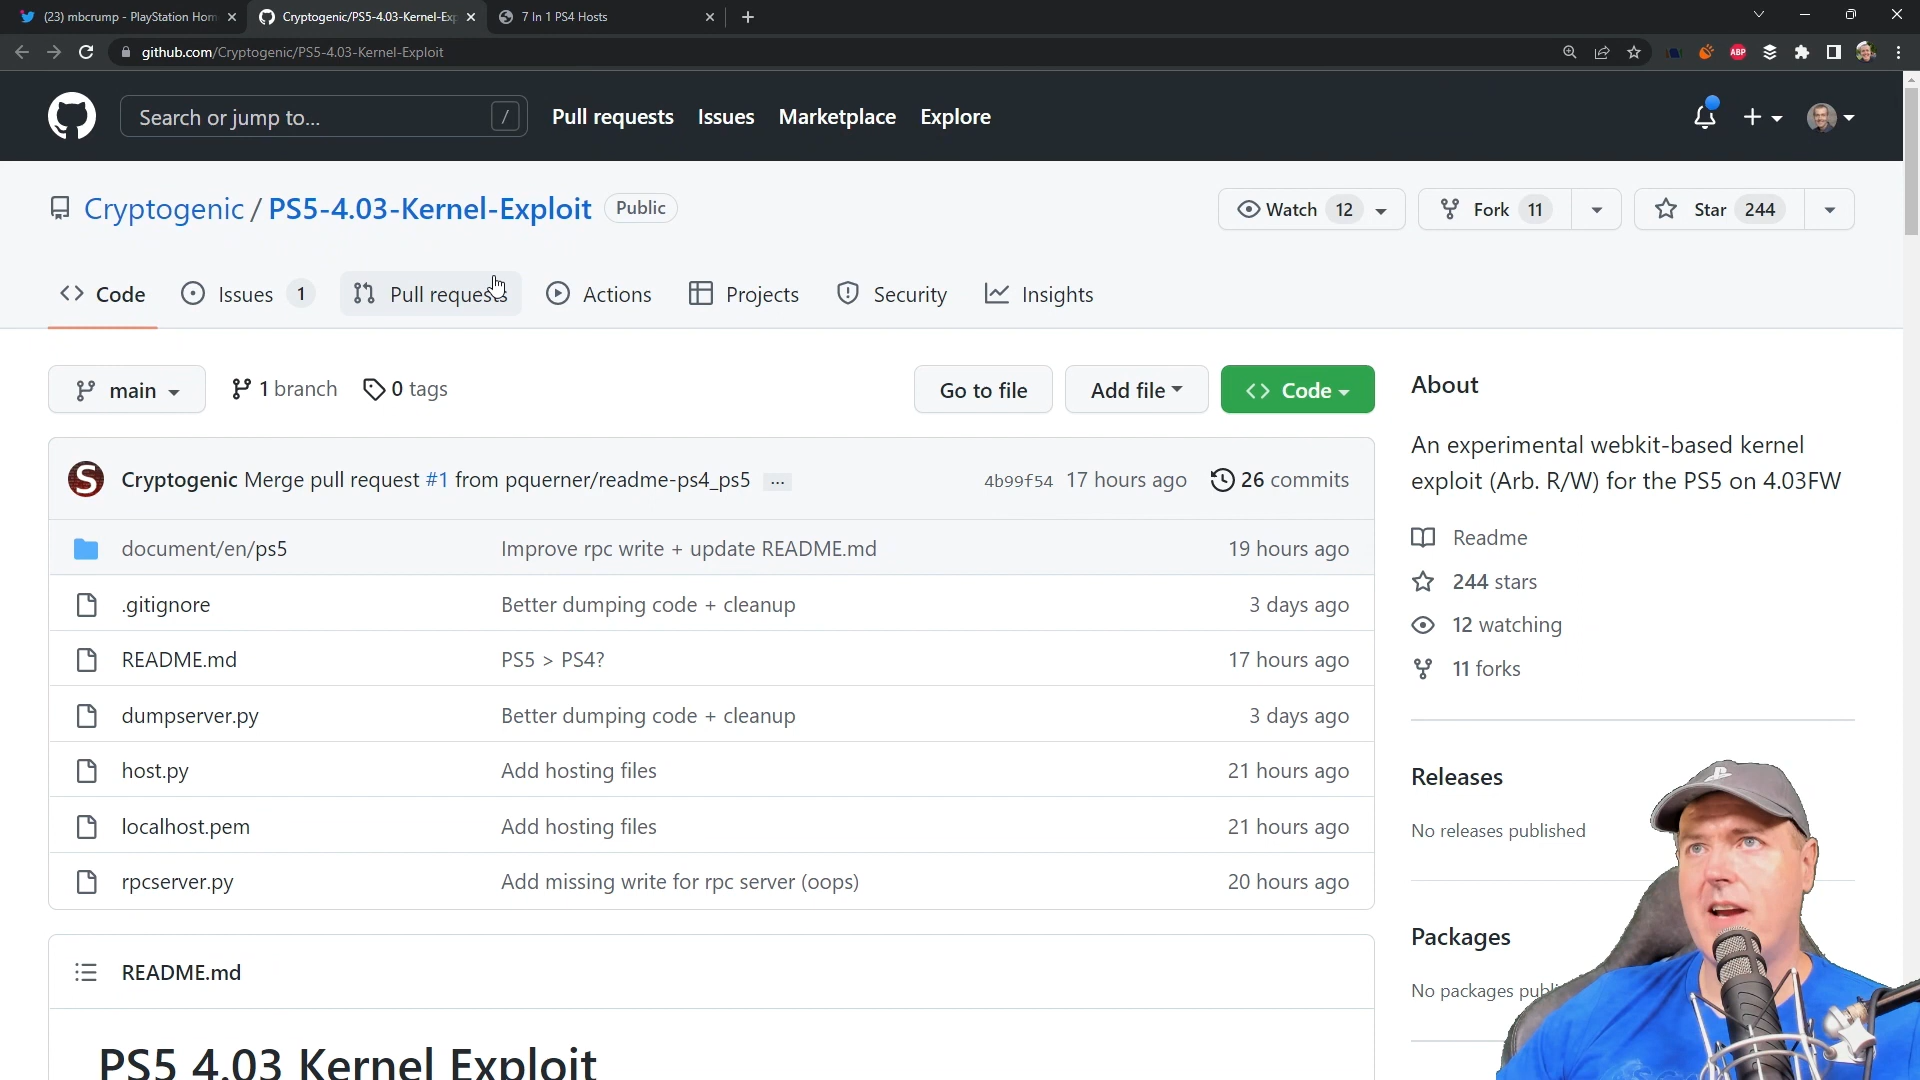 (23) mbcrump - PlayStation Hom
Cryptogenic/PS5-4.03-Kernel-Exp
7 In 1 PS4 Hosts
github.com/Cryptogenic/PS5-4.03-Kernel-Exploit
ABP
Search or jump to...
/
Pull requests
Issues
Marketplace
Explore
Cryptogenic / PS5-4.03-Kernel-Exploit
Public
Watch 12
Fork 11
Star 244
Code
Issues 1
Pull requests
Actions
Projects
Security
Insights
main
1 branch
0 tags
Go to file
Add file
Code
S
Cryptogenic Merge pull request #1 from pquerner/readme-ps4_ps5 ...
4b99f54 17 hours ago
26 commits
document/en/ps5
Improve rpc write + update README.md
19 hours ago
.gitignore
Better dumping code + cleanup
3 days ago
README.md
PS5 > PS4?
17 hours ago
dumpserver.py
Better dumping code + cleanup
3 days ago
host.py
Add hosting files
21 hours ago
localhost.pem
Add hosting files
21 hours ago
rpcserver.py
Add missing write for rpc server (oops)
20 hours ago
README.md
PS5 4.03 Kernel Exploit
About
An experimental webkit-based kernel
exploit (Arb. R/W) for the PS5 on 4.03FW
Readme
244 stars
12 watching
11 forks
Releases
No releases published
Packages
No packages publi